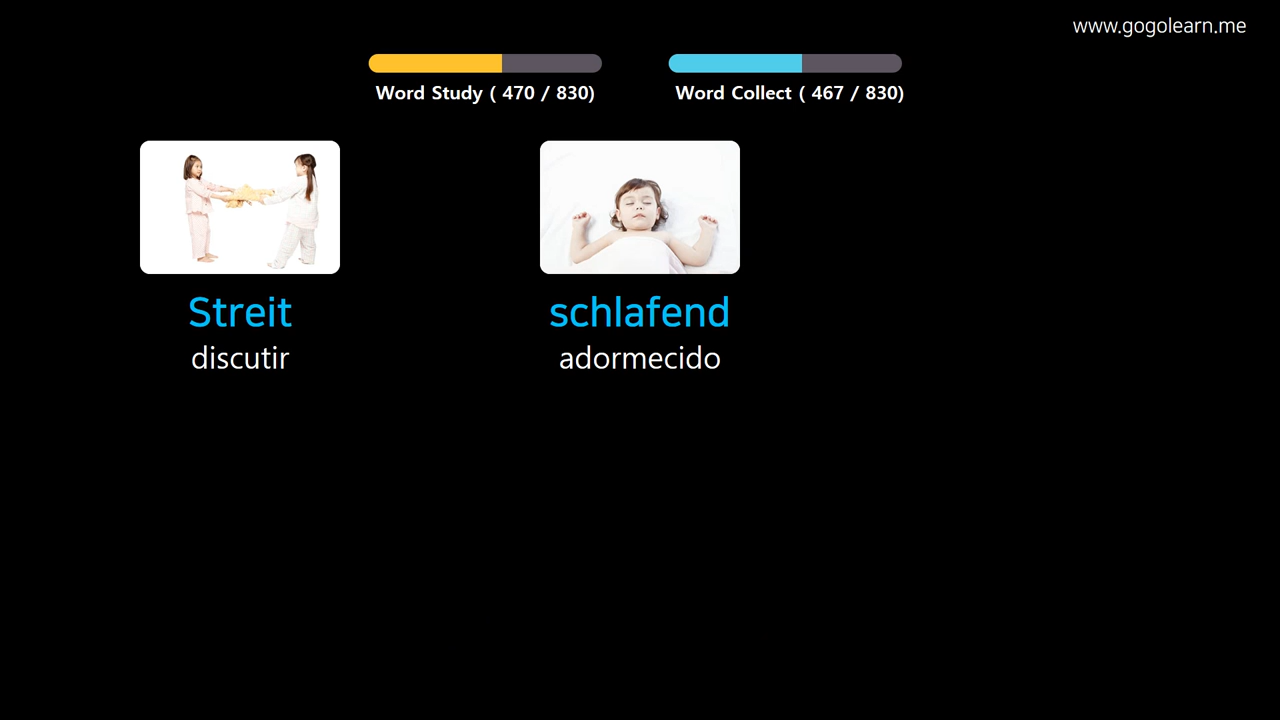 www.gogolearn.me
Word Study ( 470 / 830)
Word Collect ( 467 / 830)
Streit
discutir
schlafend
adormecido